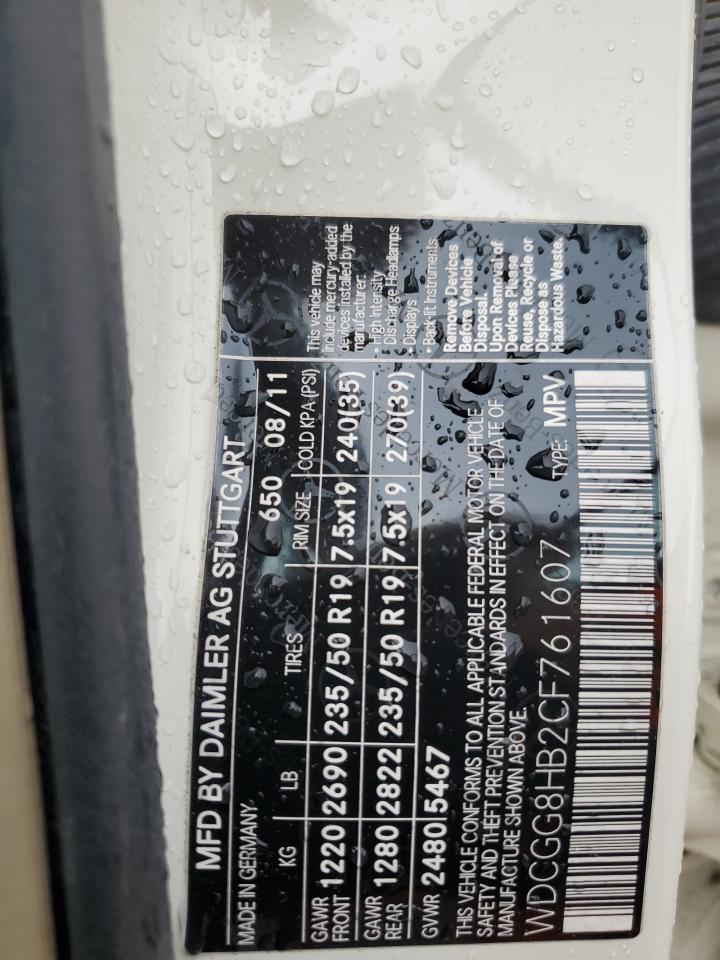 MFD BY DAIMLER AG STUTTGART
MADE IN GERMANY 650 08/11
KG LB TIRES RIM SIZE COLD KPA (PSI)
GAWR FRONT 1220 2690 235/50 R19 7.5x19 240(35)
GAWR REAR 1280 2822 235/50 R19 7.5x19 270(39)
GVWR 2480 5467
THIS VEHICLE CONFORMS TO ALL APPLICABLE FEDERAL MOTOR VEHICLE
SAFETY AND THEFT PREVENTION STANDARDS IN EFFECT ON THE DATE OF
MANUFACTURE SHOWN ABOVE.
WDCGG8HB2CF761607 TYPE: MPV
This vehicle may
include mercury-added
devices installed by the
manufacturer:
• High Intensity
Discharge Headlamps
• Displays
• Back-lit Instruments
Remove Devices
Before Vehicle
Disposal.
Upon Removal of
Devices Please
Reuse, Recycle or
Dispose as
Hazardous Waste.